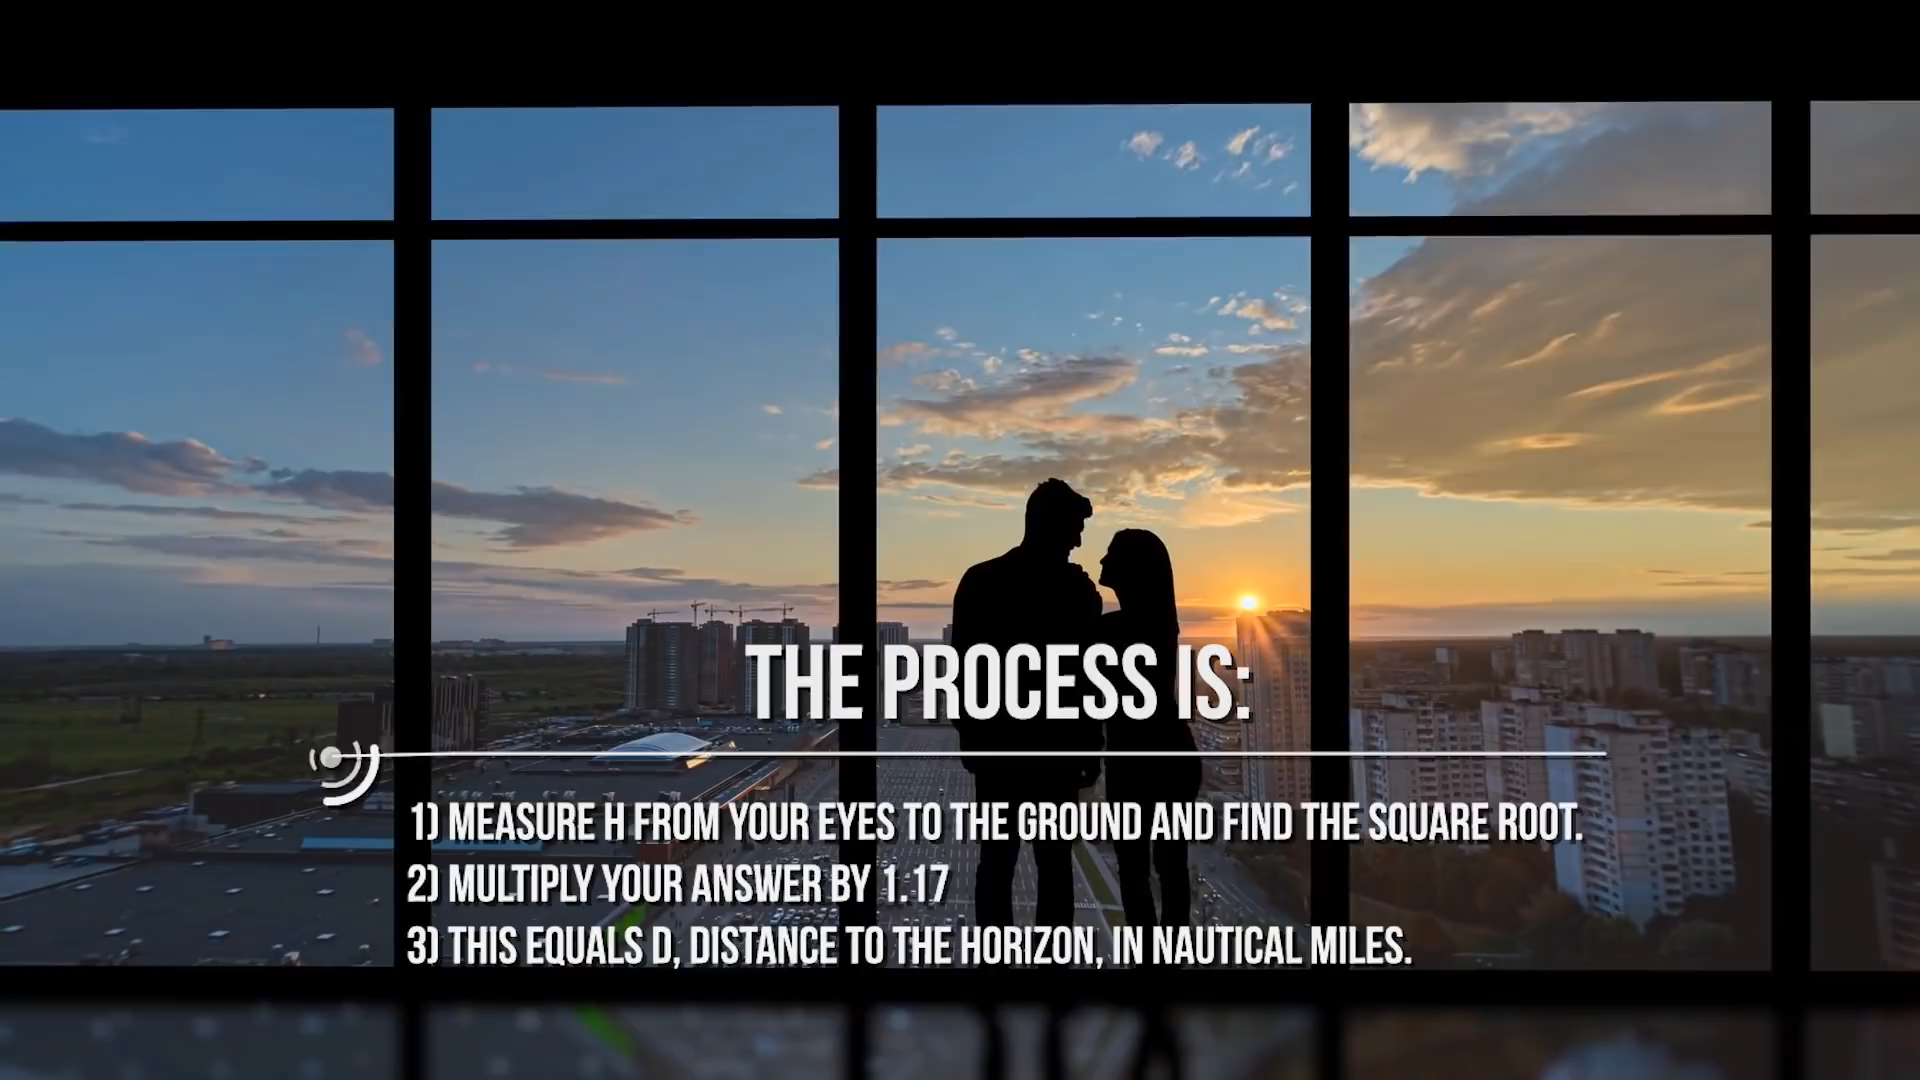 THE PROCESS IS:
1) MEASURE H FROM YOUR EYES TO THE GROUND AND FIND THE SQUARE ROOT.
2) MULTIPLY YOUR ANSWER BY 1.17
3) THIS EQUALS D, DISTANCE TO THE HORIZON, IN NAUTICAL MILES.